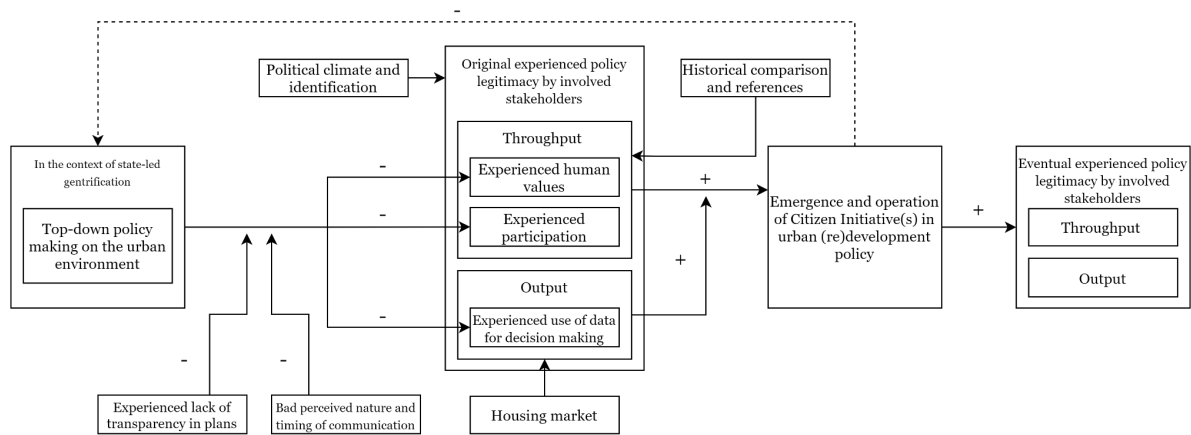 -
Political climate and
identification
Original experienced policy
legitimacy by involved
stakeholders
Historical comparison
and references
In the context of state-led
gentrification
Top-down policy
making on the urban
environment
-
-
-
Throughput
Experienced human
values
Experienced
participation
Output
Experienced use of data
for decision making
+
+
Emergence and operation
of Citizen Initiative(s) in
urban (re)development
policy
+
Eventual experienced policy
legitimacy by involved
stakeholders
Throughput
Output
-
-
Experienced lack of
transparency in plans
Bad perceived nature and
timing of communication
Housing market